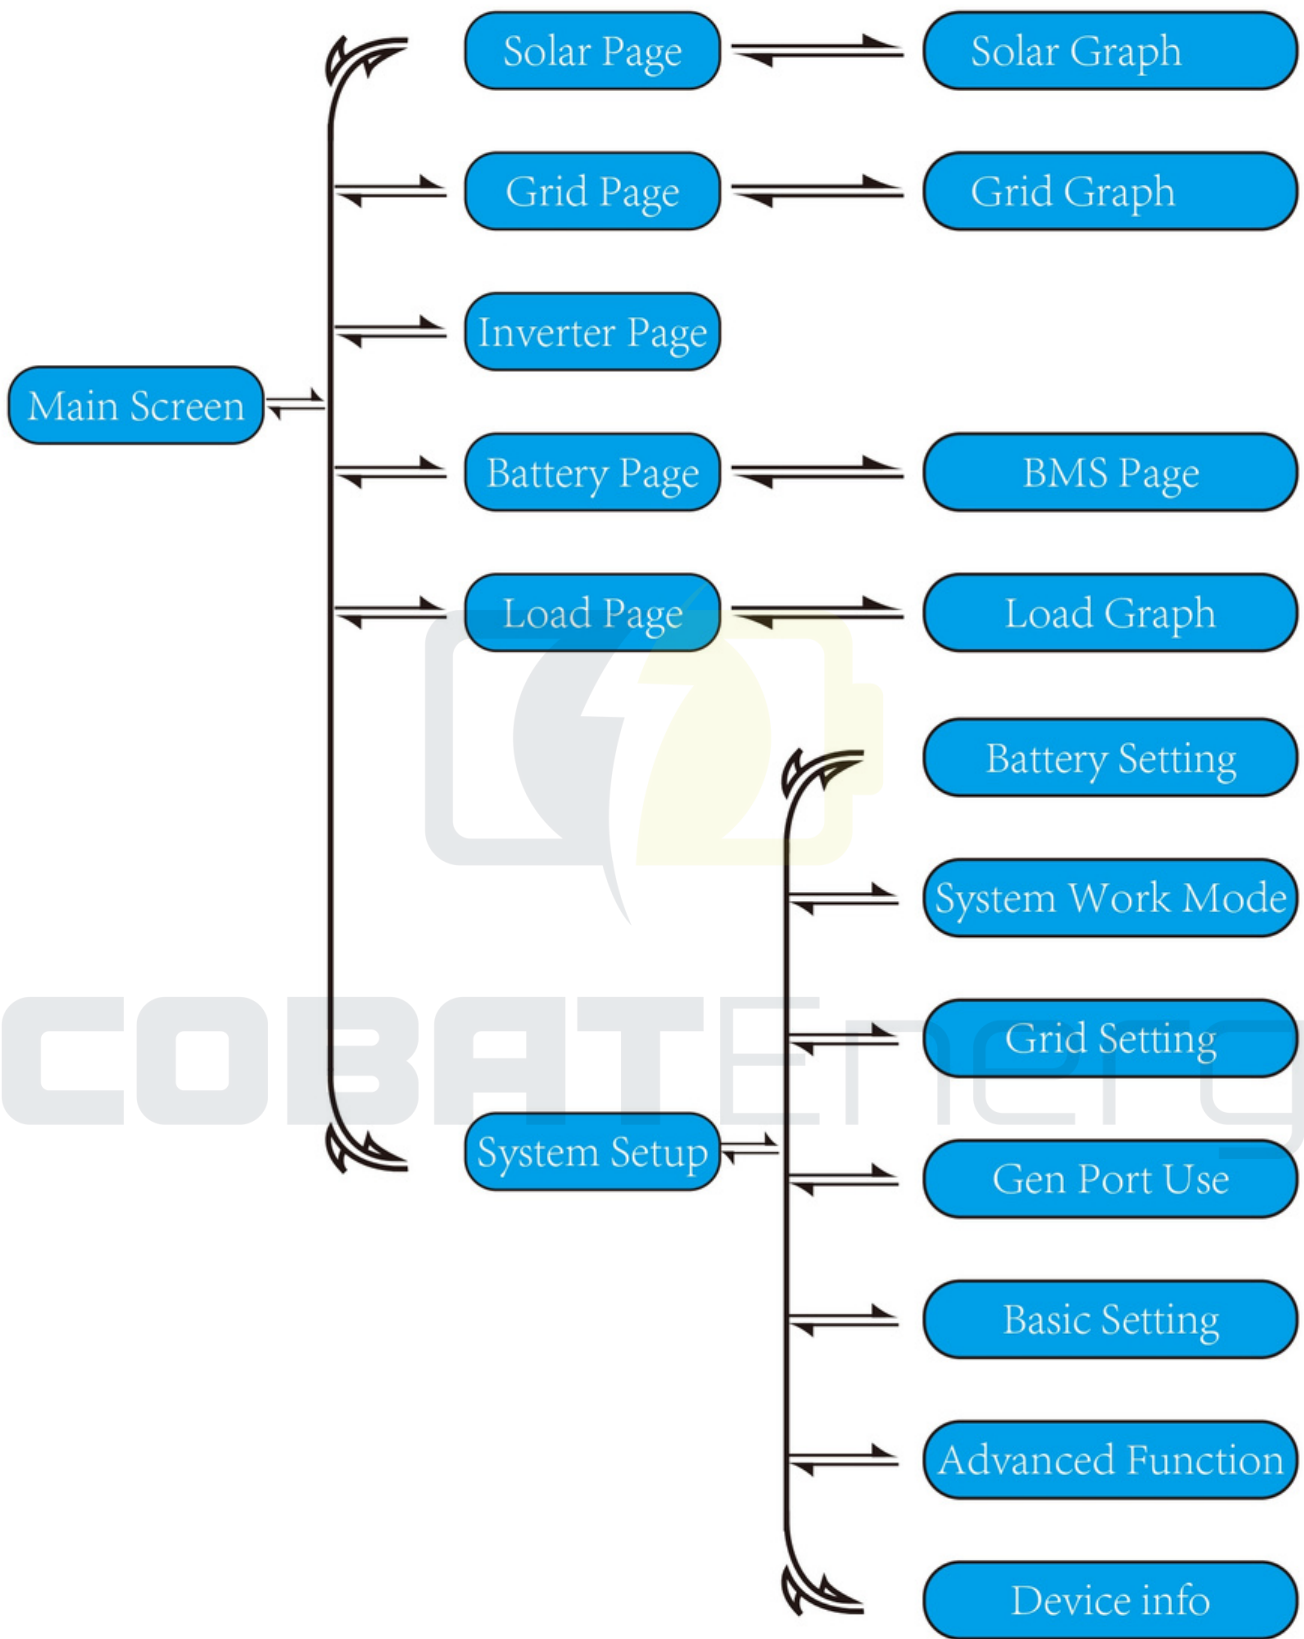 Solar Page
Solar Graph
Grid Page
Grid Graph
Inverter Page
Main Screen
Battery Page
BMS Page
Load Page
Load Graph
Battery Setting
System Work Mode
COBATEnerg
Grid Setting
System Setup
Gen Port Use
Basic Setting
Advanced Function
Device info